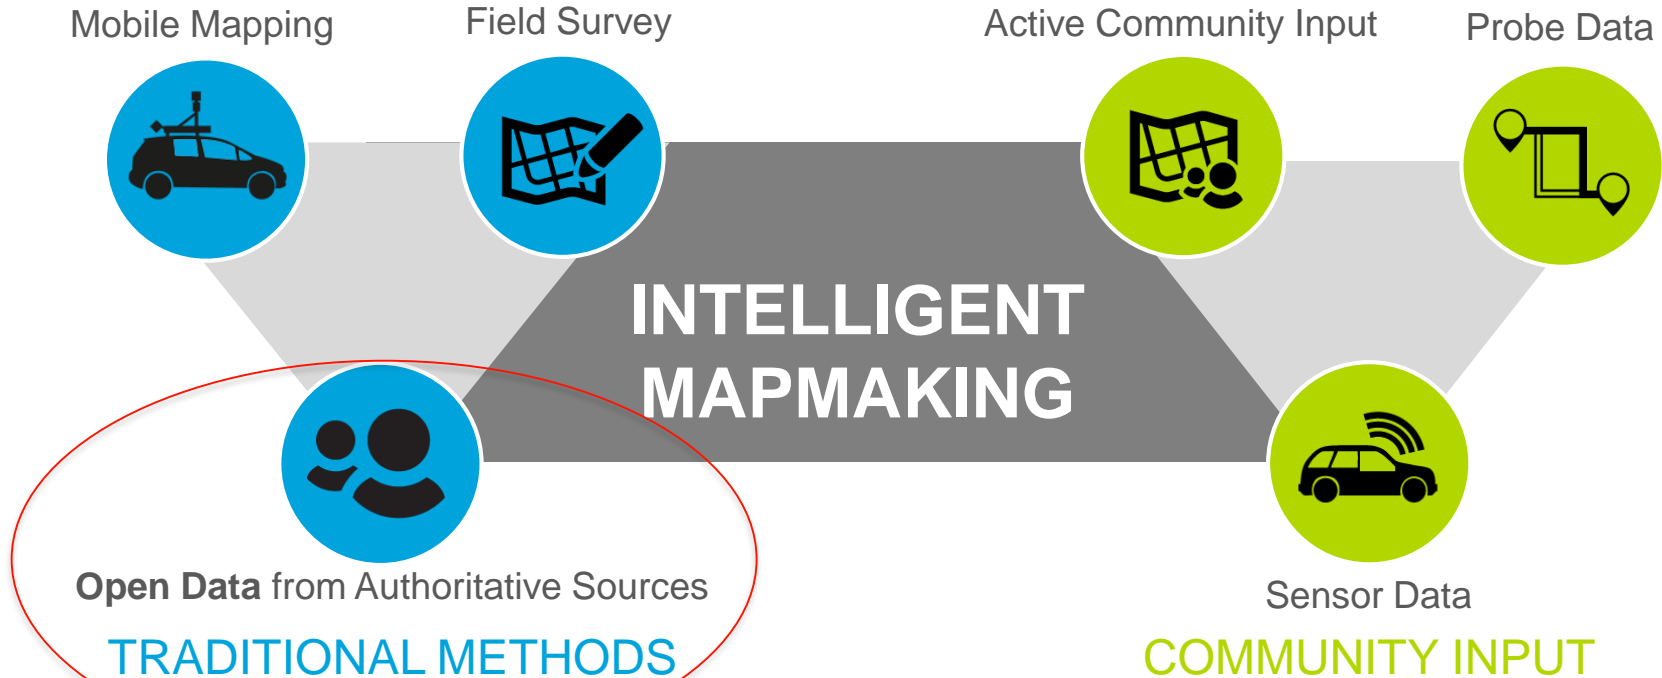 Mobile Mapping
Field Survey
Active Community Input
Probe Data
INTELLIGENT
MAPMAKING
Open Data from Authoritative Sources
Sensor Data
TRADITIONAL METHODS
COMMUNITY INPUT